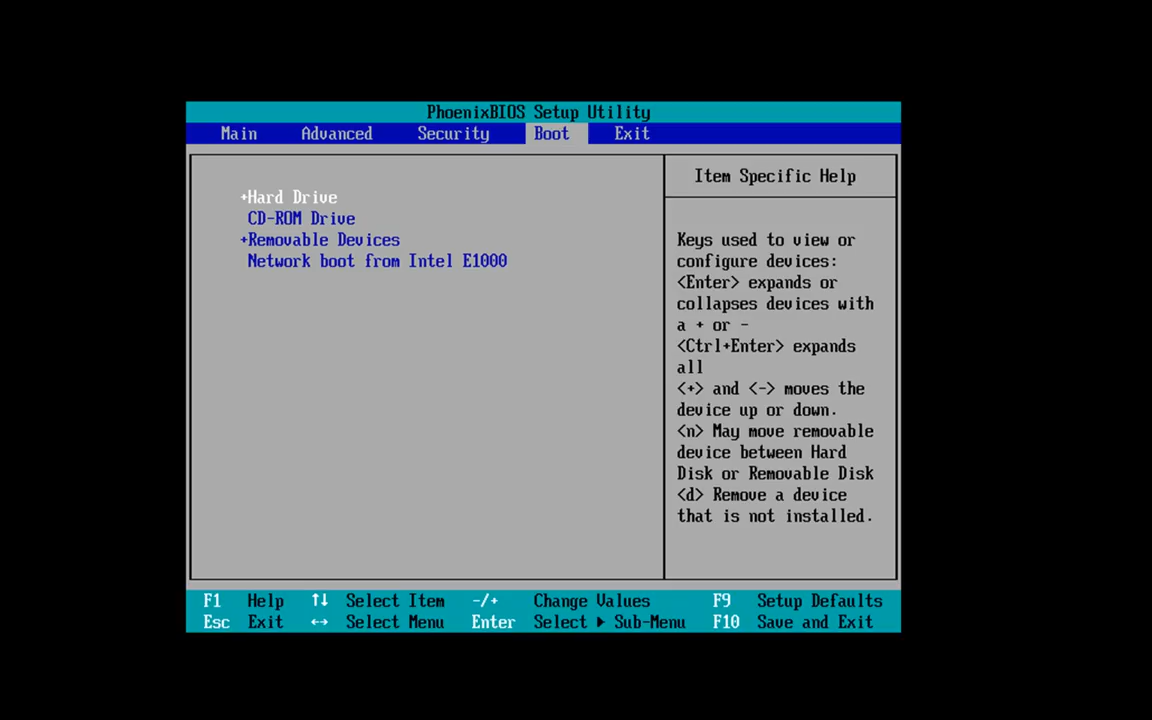 PhoenixBIOS Setup Utility
Main Advanced Security Boot Exit
+Hard Drive
CD-ROM Drive
+Removable Devices
Network boot from Intel E1000
Item Specific Help
Keys used to view or
configure devices:
<Enter> expands or
collapses devices with
a + or -
<Ctrl+Enter> expands
all
<+> and <-> moves the
device up or down.
<n> May move removable
device between Hard
Disk or Removable Disk
<d> Remove a device
that is not installed.
F1 Help ↑↓ Select Item -/+ Change Values F9 Setup Defaults
Esc Exit ↔ Select Menu Enter Select ▶ Sub-Menu F10 Save and Exit